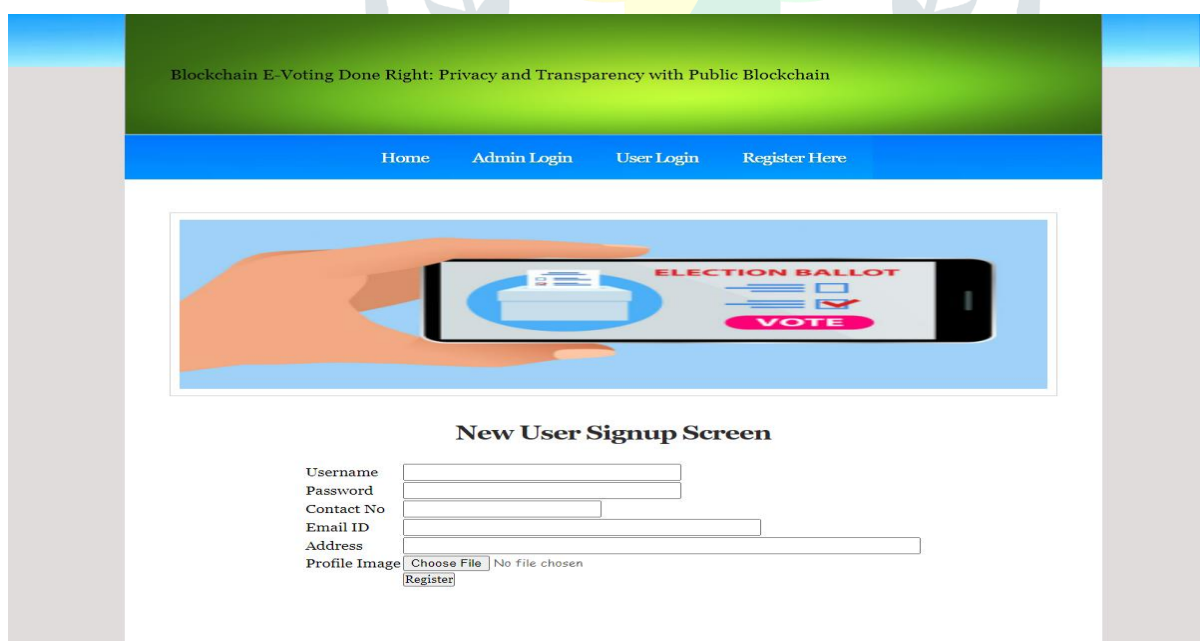 Blockchain E-Voting Done Right: Privacy and Transparency with Public Blockchain
Home Admin Login User Login Register Here
ELECTION BALLOT
VOTE
New User Signup Screen
Username
Password
Contact No
Email ID
Address
Profile Image Choose File No file chosen
Register